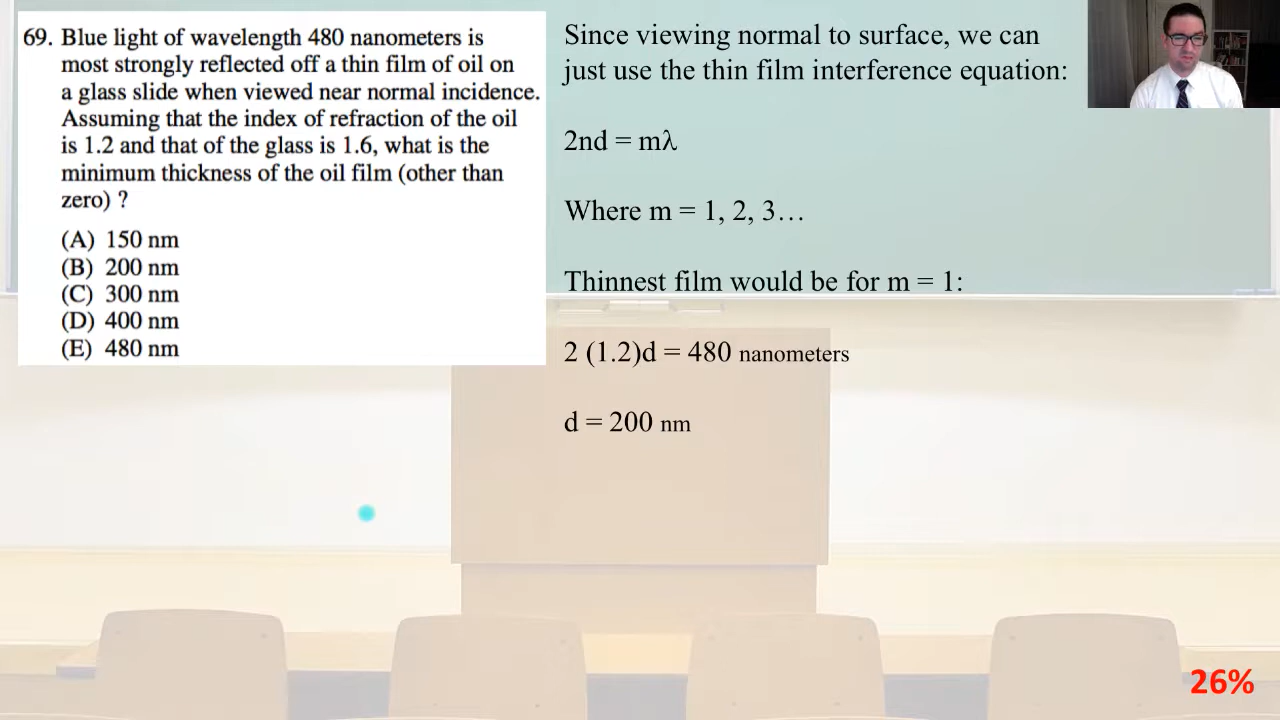 69. Blue light of wavelength 480 nanometers is
most strongly reflected off a thin film of oil on
a glass slide when viewed near normal incidence.
Assuming that the index of refraction of the oil
is 1.2 and that of the glass is 1.6, what is the
minimum thickness of the oil film (other than
zero) ?
(A) 150 nm
(B) 200 nm
(C) 300 nm
(D) 400 nm
(E) 480 nm
Since viewing normal to surface, we can
just use the thin film interference equation:
2nd = mλ
Where m = 1, 2, 3…
Thinnest film would be for m = 1:
2 (1.2)d = 480 nanometers
d = 200 nm
26%